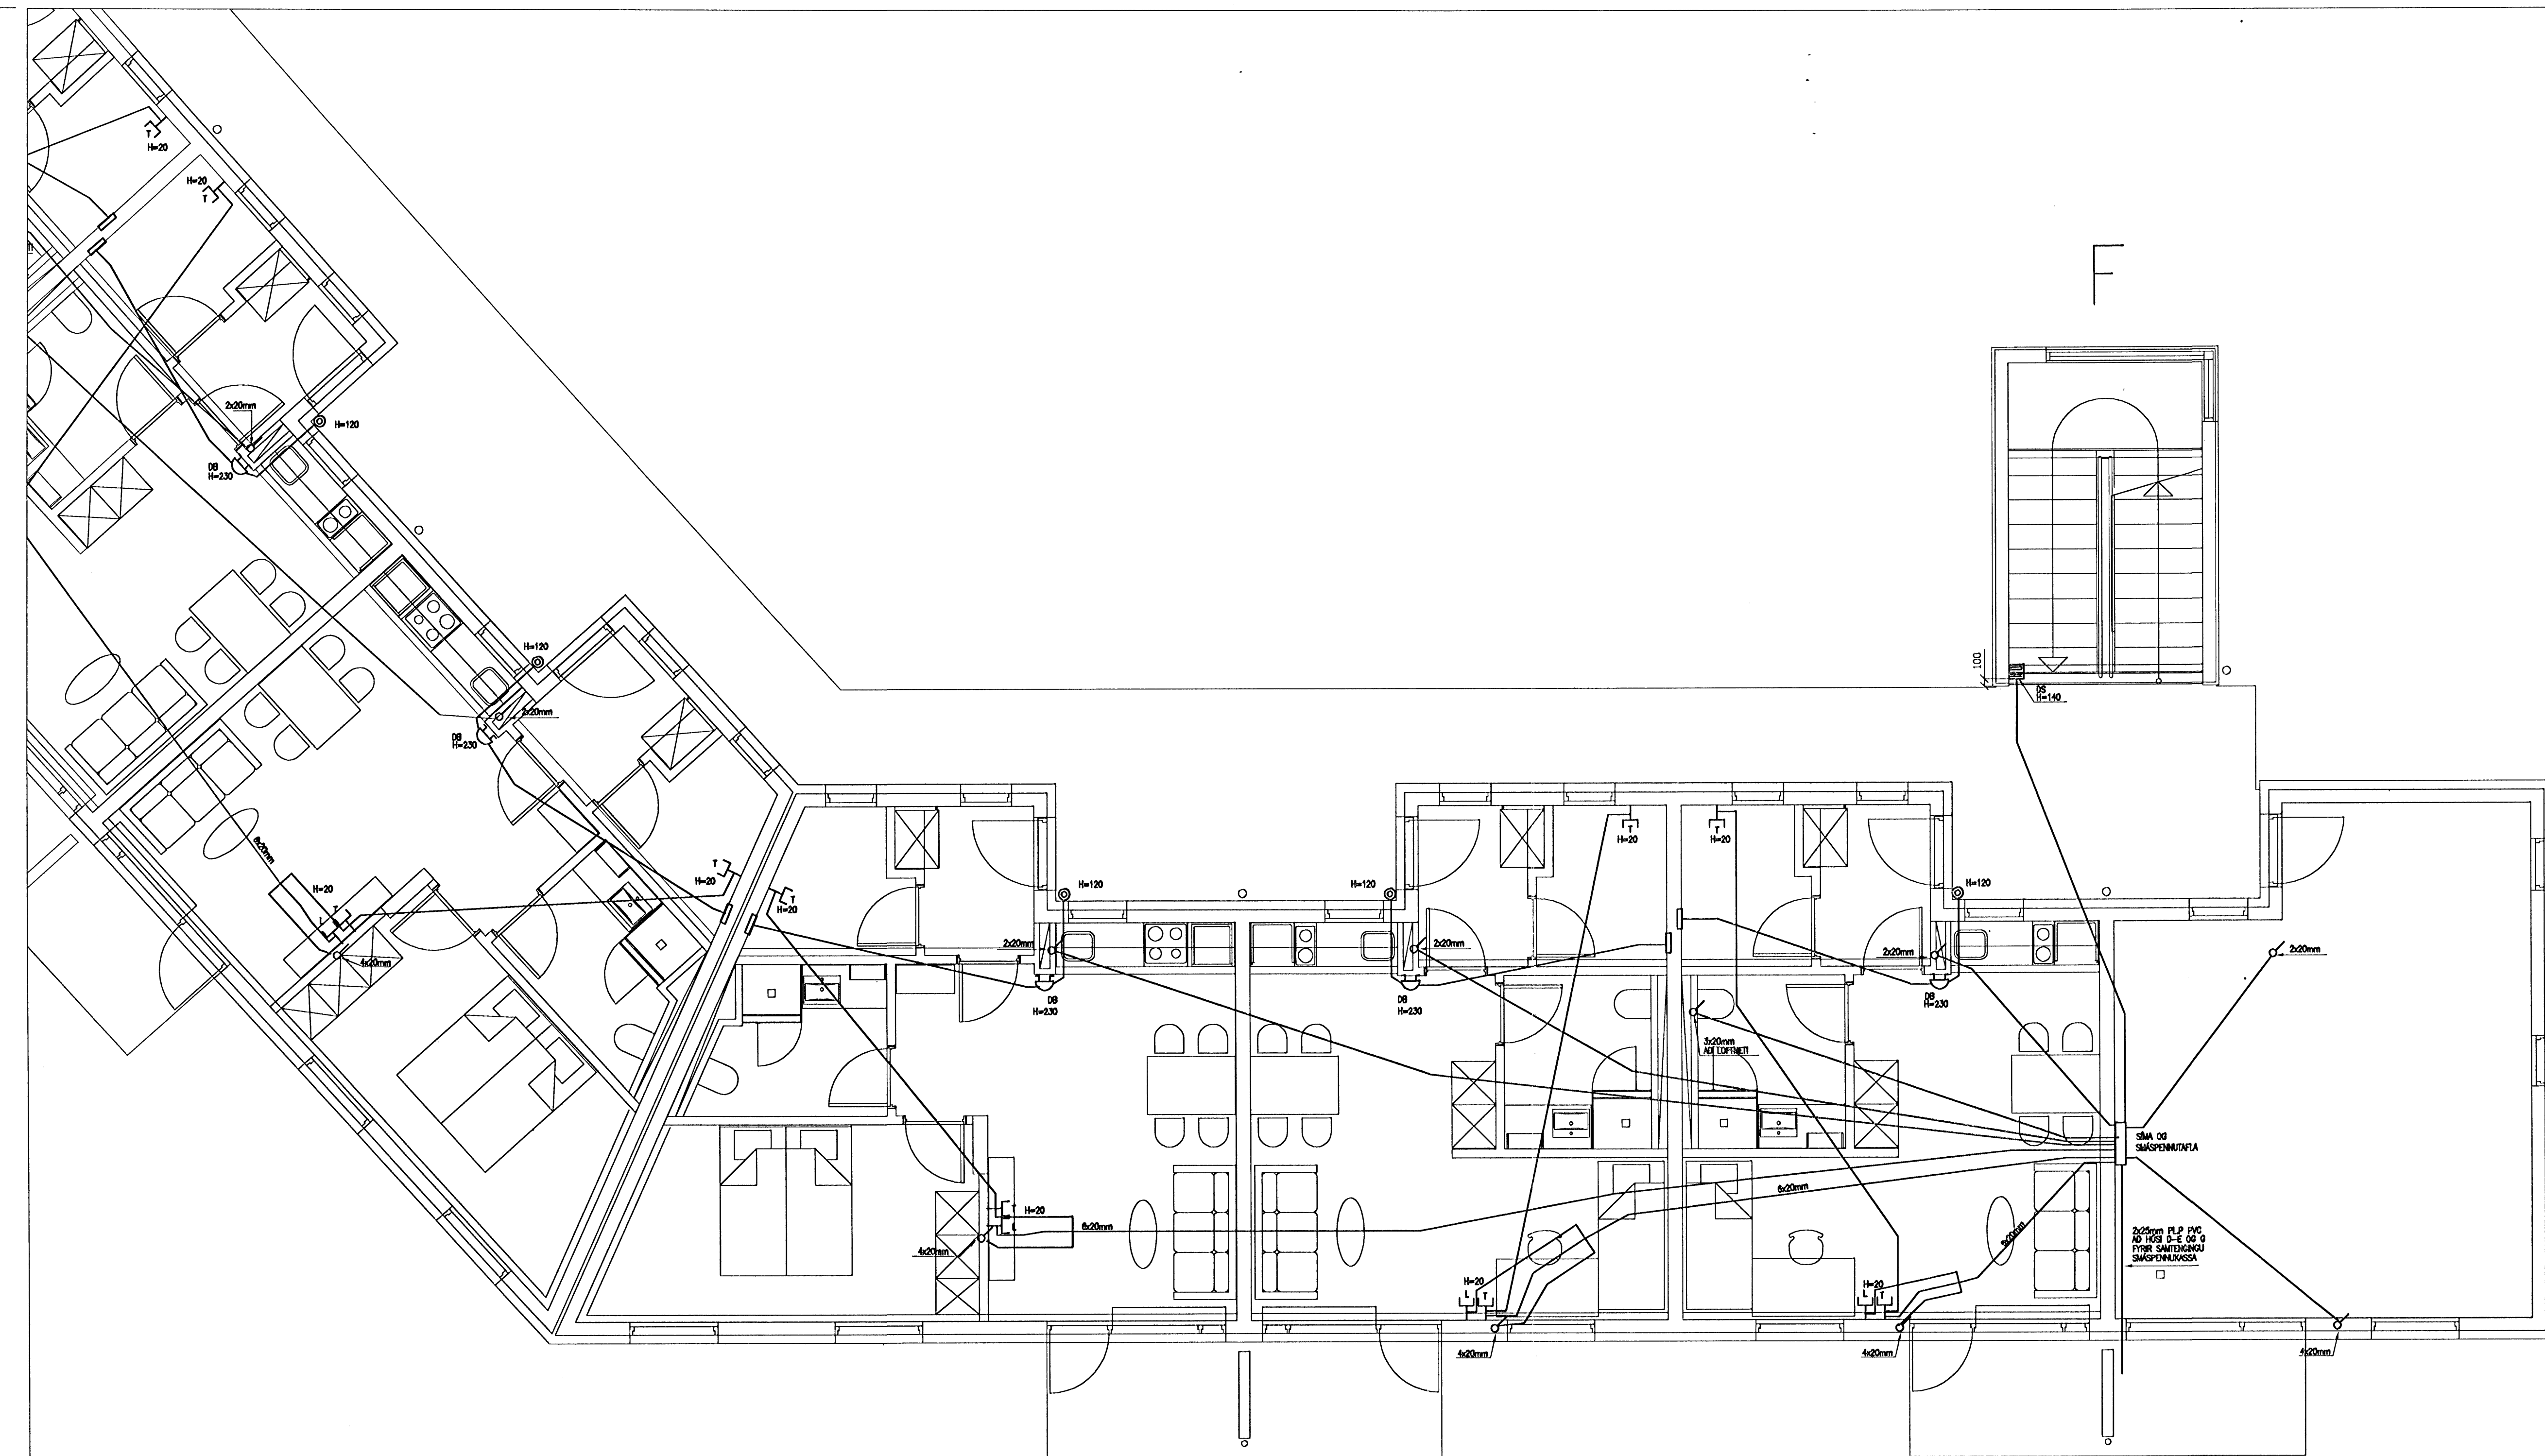 F
T
H=20
H=20
T
2x20mm
H=120
DB
H=230
H=120
2x20mm
DB
H=230
100
DS
H=140
6x20mm
H=20
T
L
4x20mm
T
H=20
T
H=20
H=120
2x20mm
DB
H=230
H=120
2x20mm
DB
H=230
T
H=20
T
H=20
H=120
2x20mm
DB
H=230
3x20mm
AÐ LOFTNETI
2x20mm
SÍMA OG
SMÁSPENNUTAFLA
T
H=20
L
6x20mm
4x20mm
6x20mm
6x20mm
2x25mm PLP PVC
AÐ HÚSI D-E OG G
FYRIR SAMTENGINGU
SMÁSPENNUKASSA
H=20
L T
4x20mm
H=20
L T
4x20mm
4x20mm